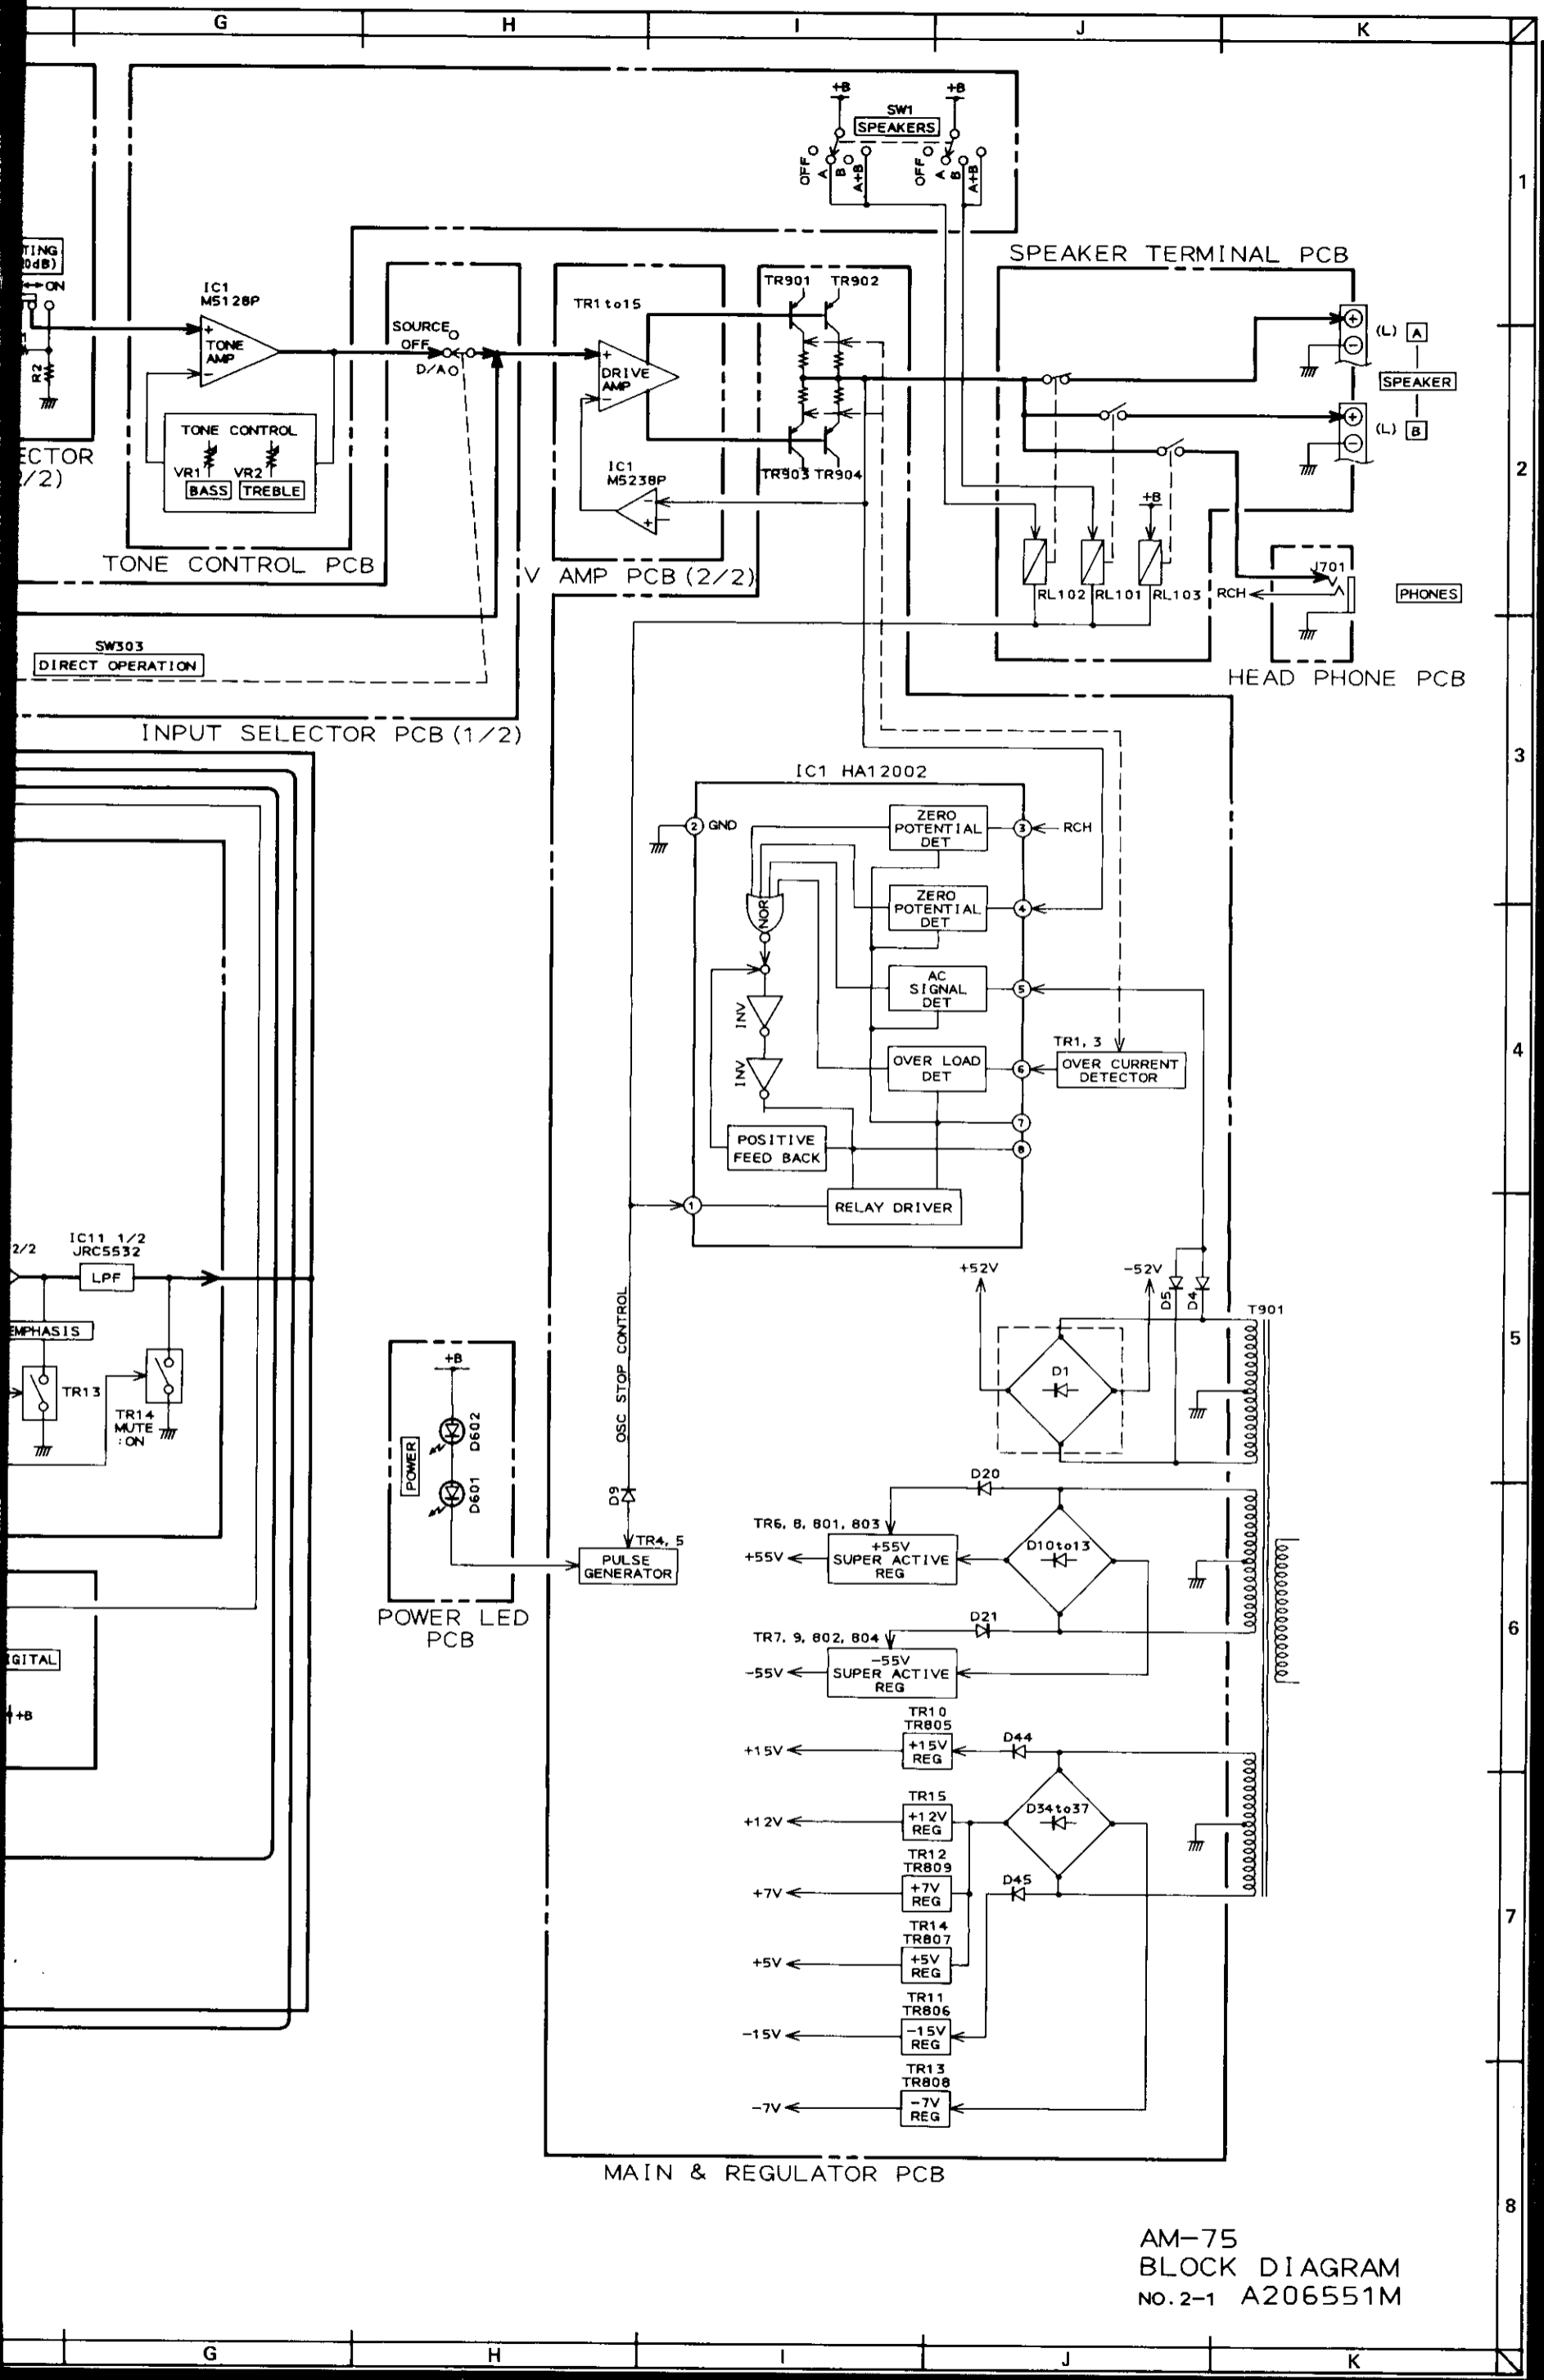 G H I J K
+B +B
SW1
SPEAKERS
OFF A B A+B
OFF A B A+B
1
SPEAKER TERMINAL PCB
TING
0dB)
ON
IC1
M5128P
TONE
AMP
+
−
R2
SOURCE
OFF
D/A
TR1to15
DRIVE
AMP
+
−
TR901 TR902
(L) A
+
−
SPEAKER
(L) B
+
−
TONE CONTROL
VR1 VR2
BASS TREBLE
ECTOR
/2)
IC1
M5238P
−
+
TR903 TR904
2
+B
TONE CONTROL PCB
V AMP PCB(2/2)
RL102 RL101 RL103
J701
RCH
PHONES
SW303
DIRECT OPERATION
HEAD PHONE PCB
INPUT SELECTOR PCB(1/2)
3
IC1 HA12002
2 GND
ZERO
POTENTIAL
DET
3 RCH
NOR
ZERO
POTENTIAL
DET
4
AC
SIGNAL
DET
5
INV
TR1,3
4
INV
OVER LOAD
DET
6
OVER CURRENT
DETECTOR
7
POSITIVE
FEED BACK
8
1
RELAY DRIVER
2/2
IC11 1/2
JRC5532
LPF
+52V −52V
D5 D4
T901
OSC STOP CONTROL
EMPHASIS
TR13
TR14
MUTE
:ON
+B
D602
POWER
D601
D1
5
D9
D20
TR4,5
PULSE
GENERATOR
TR6,8,801,803
+55V
+55V
SUPER ACTIVE
REG
D10to13
POWER LED
PCB
D21
6
TR7,9,802,804
−55V
−55V
SUPER ACTIVE
REG
IGITAL
+B
TR10
TR805
+15V
+15V
REG
D44
TR15
+12V
+12V
REG
D34to37
TR12
TR809
+7V
+7V
REG
D45
7
TR14
TR807
+5V
+5V
REG
TR11
TR806
−15V
−15V
REG
TR13
TR808
−7V
−7V
REG
MAIN & REGULATOR PCB
8
AM−75
BLOCK DIAGRAM
NO.2−1 A206551M
G H I J K